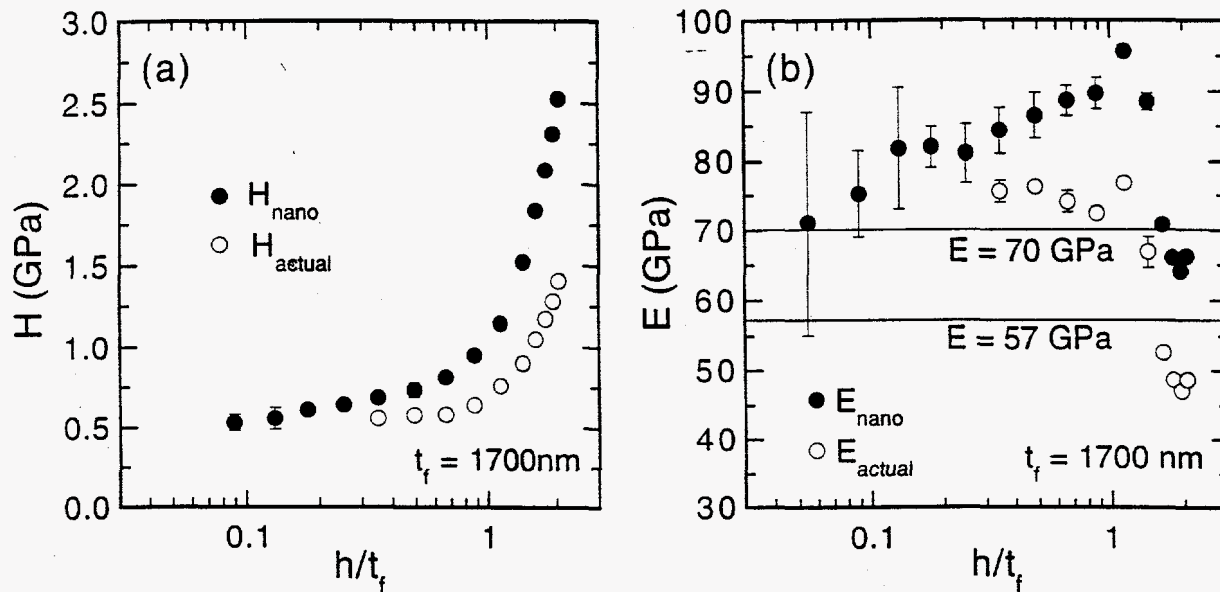 (a)
3.0
2.5
2.0
1.5
1.0
0.5
0.0
H (GPa)
H_nano
H_actual
t_f = 1700nm
0.1
1
h/t_f
(b)
100
90
80
70
60
50
40
30
E (GPa)
E = 70 GPa
E = 57 GPa
E_nano
E_actual
t_f = 1700 nm
0.1
1
h/t_f